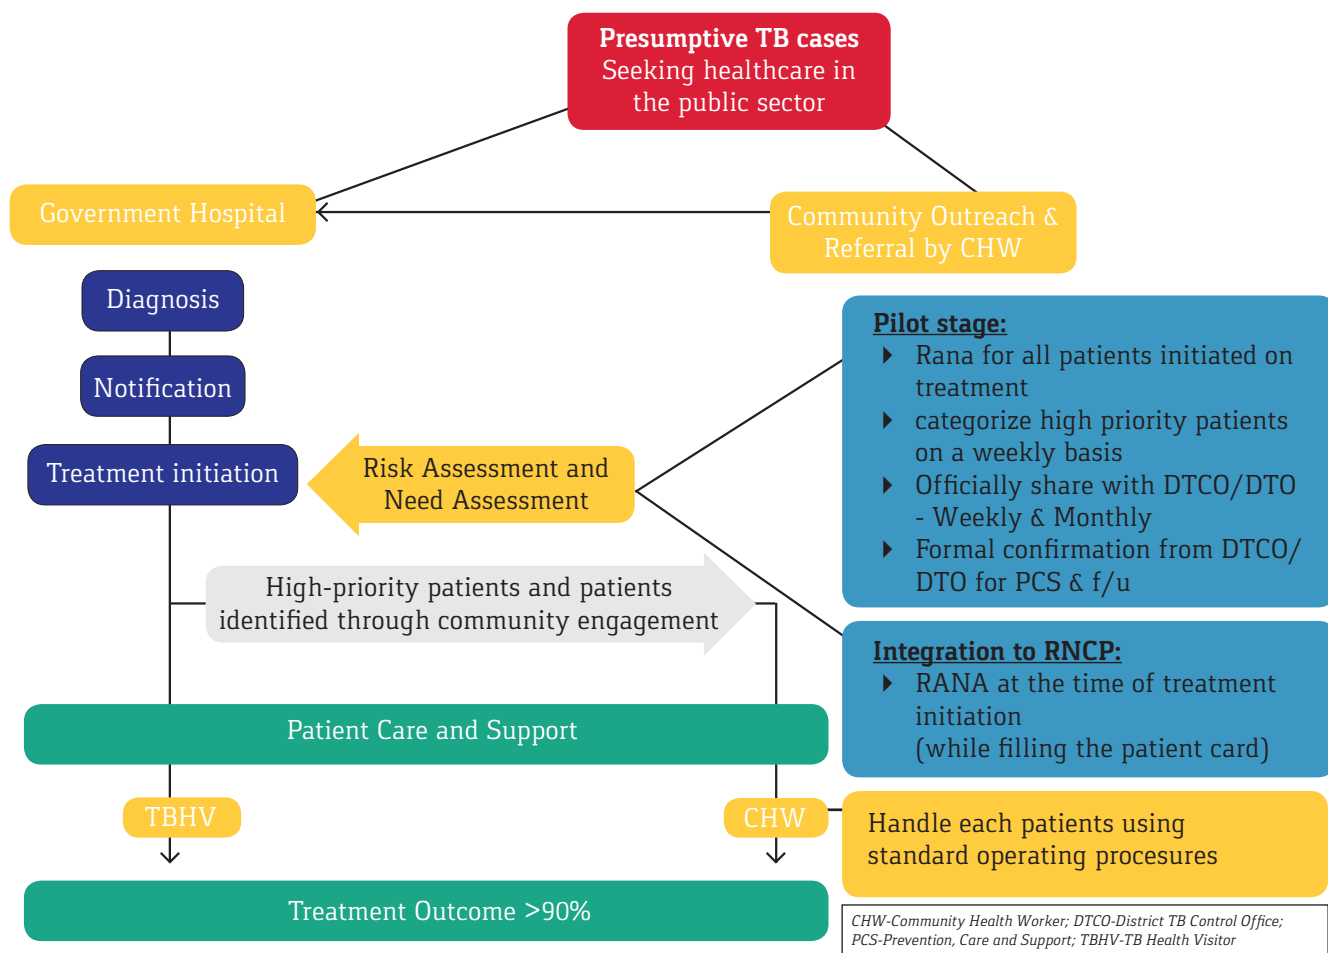 Presumptive TB cases
Seeking healthcare in
the public sector
Government Hospital
Community Outreach &
Referral by CHW
Diagnosis
Notification
Treatment initiation
Risk Assessment and
Need Assessment
Pilot stage:
Rana for all patients initiated on
treatment
categorize high priority patients
on a weekly basis
Officially share with DTCO/DTO
- Weekly & Monthly
Formal confirmation from DTCO/
DTO for PCS & f/u
High-priority patients and patients
identified through community engagement
Integration to RNCP:
RANA at the time of treatment
initiation
(while filling the patient card)
Patient Care and Support
TBHV
CHW
Handle each patients using
standard operating procesures
Treatment Outcome >90%
CHW-Community Health Worker; DTCO-District TB Control Office;
PCS-Prevention, Care and Support; TBHV-TB Health Visitor